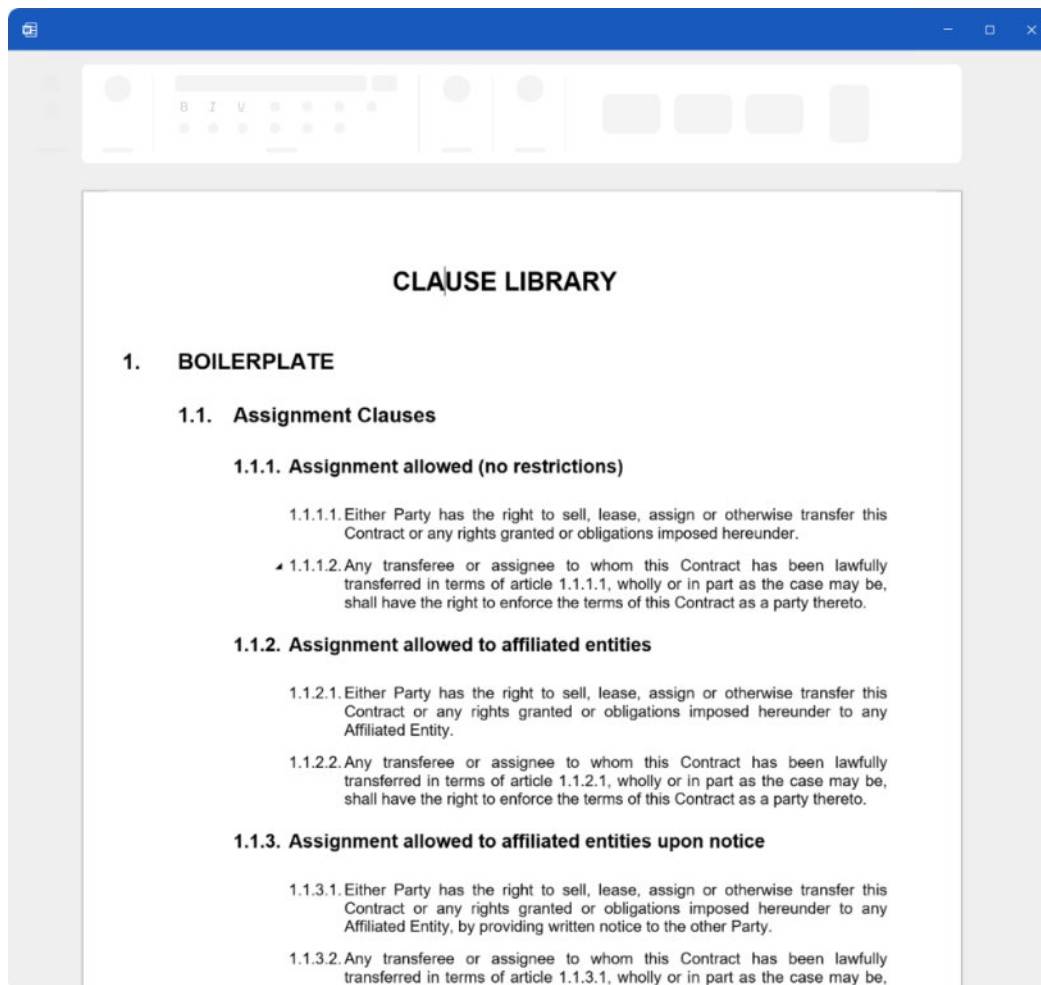 B I U
CLAUSE LIBRARY
1. BOILERPLATE
1.1. Assignment Clauses
1.1.1. Assignment allowed (no restrictions)
1.1.1.1. Either Party has the right to sell, lease, assign or otherwise transfer this
Contract or any rights granted or obligations imposed hereunder.
1.1.1.2. Any transferee or assignee to whom this Contract has been lawfully
transferred in terms of article 1.1.1.1, wholly or in part as the case may be,
shall have the right to enforce the terms of this Contract as a party thereto.
1.1.2. Assignment allowed to affiliated entities
1.1.2.1. Either Party has the right to sell, lease, assign or otherwise transfer this
Contract or any rights granted or obligations imposed hereunder to any
Affiliated Entity.
1.1.2.2. Any transferee or assignee to whom this Contract has been lawfully
transferred in terms of article 1.1.2.1, wholly or in part as the case may be,
shall have the right to enforce the terms of this Contract as a party thereto.
1.1.3. Assignment allowed to affiliated entities upon notice
1.1.3.1. Either Party has the right to sell, lease, assign or otherwise transfer this
Contract or any rights granted or obligations imposed hereunder to any
Affiliated Entity, by providing written notice to the other Party.
1.1.3.2. Any transferee or assignee to whom this Contract has been lawfully
transferred in terms of article 1.1.3.1, wholly or in part as the case may be,